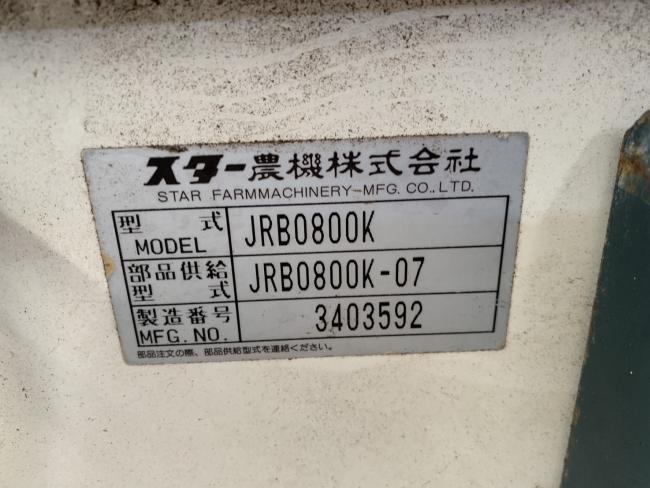 スター農機株式会社
STAR FARMMACHINERY-MFG. CO., LTD.
型式 JRB0800K
MODEL
部品供給 JRB0800K-07
型式
製造番号 3403592
MFG. NO.
部品注文の際、部品供給型式を連絡ください。